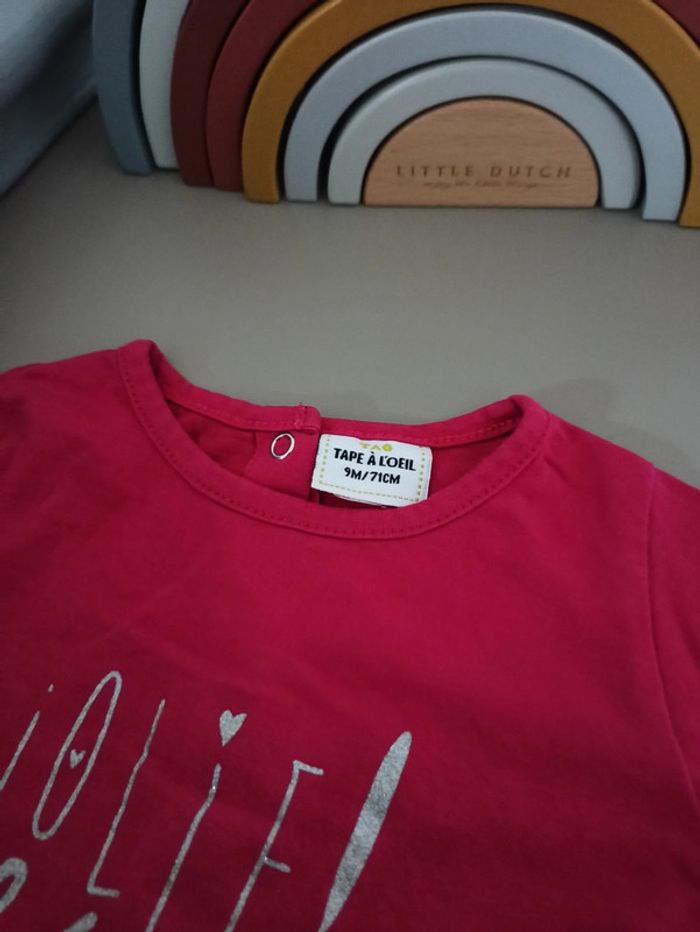 LITTLE DUTCH
TAO
TAPE À L'OEIL
9M/71CM
JOLIE